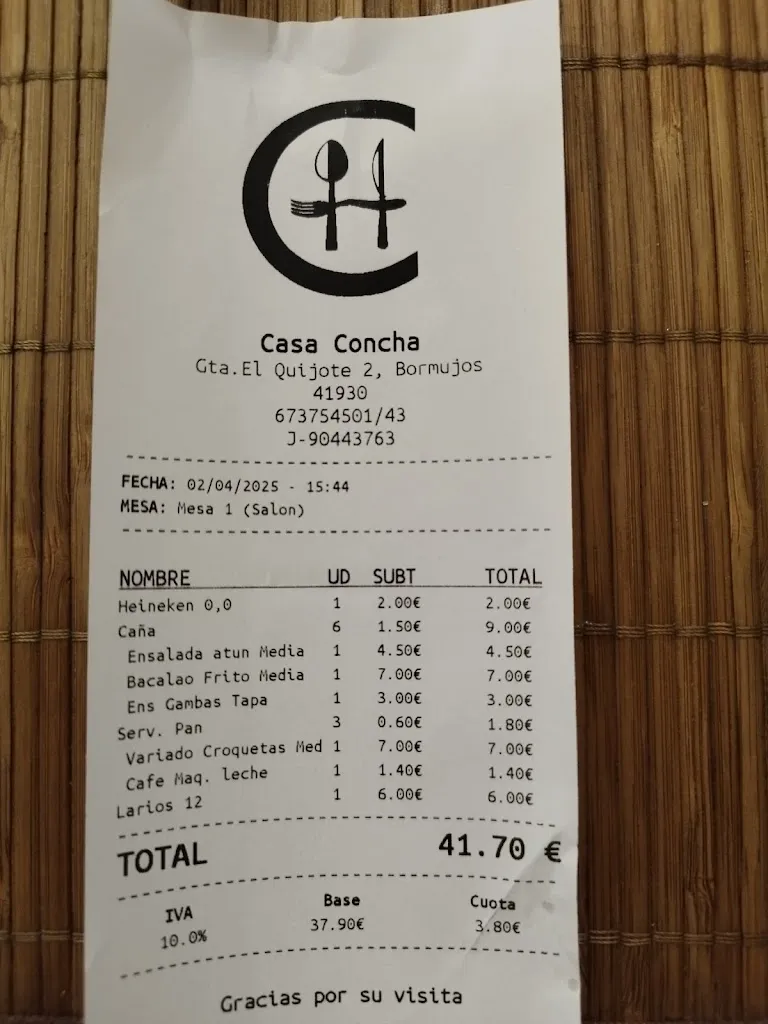 Casa Concha
Gta.El Quijote 2, Bormujos
41930
673754501/43
J-90443763
FECHA: 02/04/2025 - 15:44
MESA: Mesa 1 (Salon)
NOMBRE UD SUBT TOTAL
Heineken 0,0 1 2.00€ 2.00€
Caña 6 1.50€ 9.00€
Ensalada atun Media 1 4.50€ 4.50€
Bacalao Frito Media 1 7.00€ 7.00€
Ens Gambas Tapa 1 3.00€ 3.00€
Serv. Pan 3 0.60€ 1.80€
Variado Croquetas Med 1 7.00€ 7.00€
Cafe Maq. leche 1 1.40€ 1.40€
Larios 12 1 6.00€ 6.00€
TOTAL 41.70 €
IVA Base Cuota
10.0% 37.90€ 3.80€
Gracias por su visita